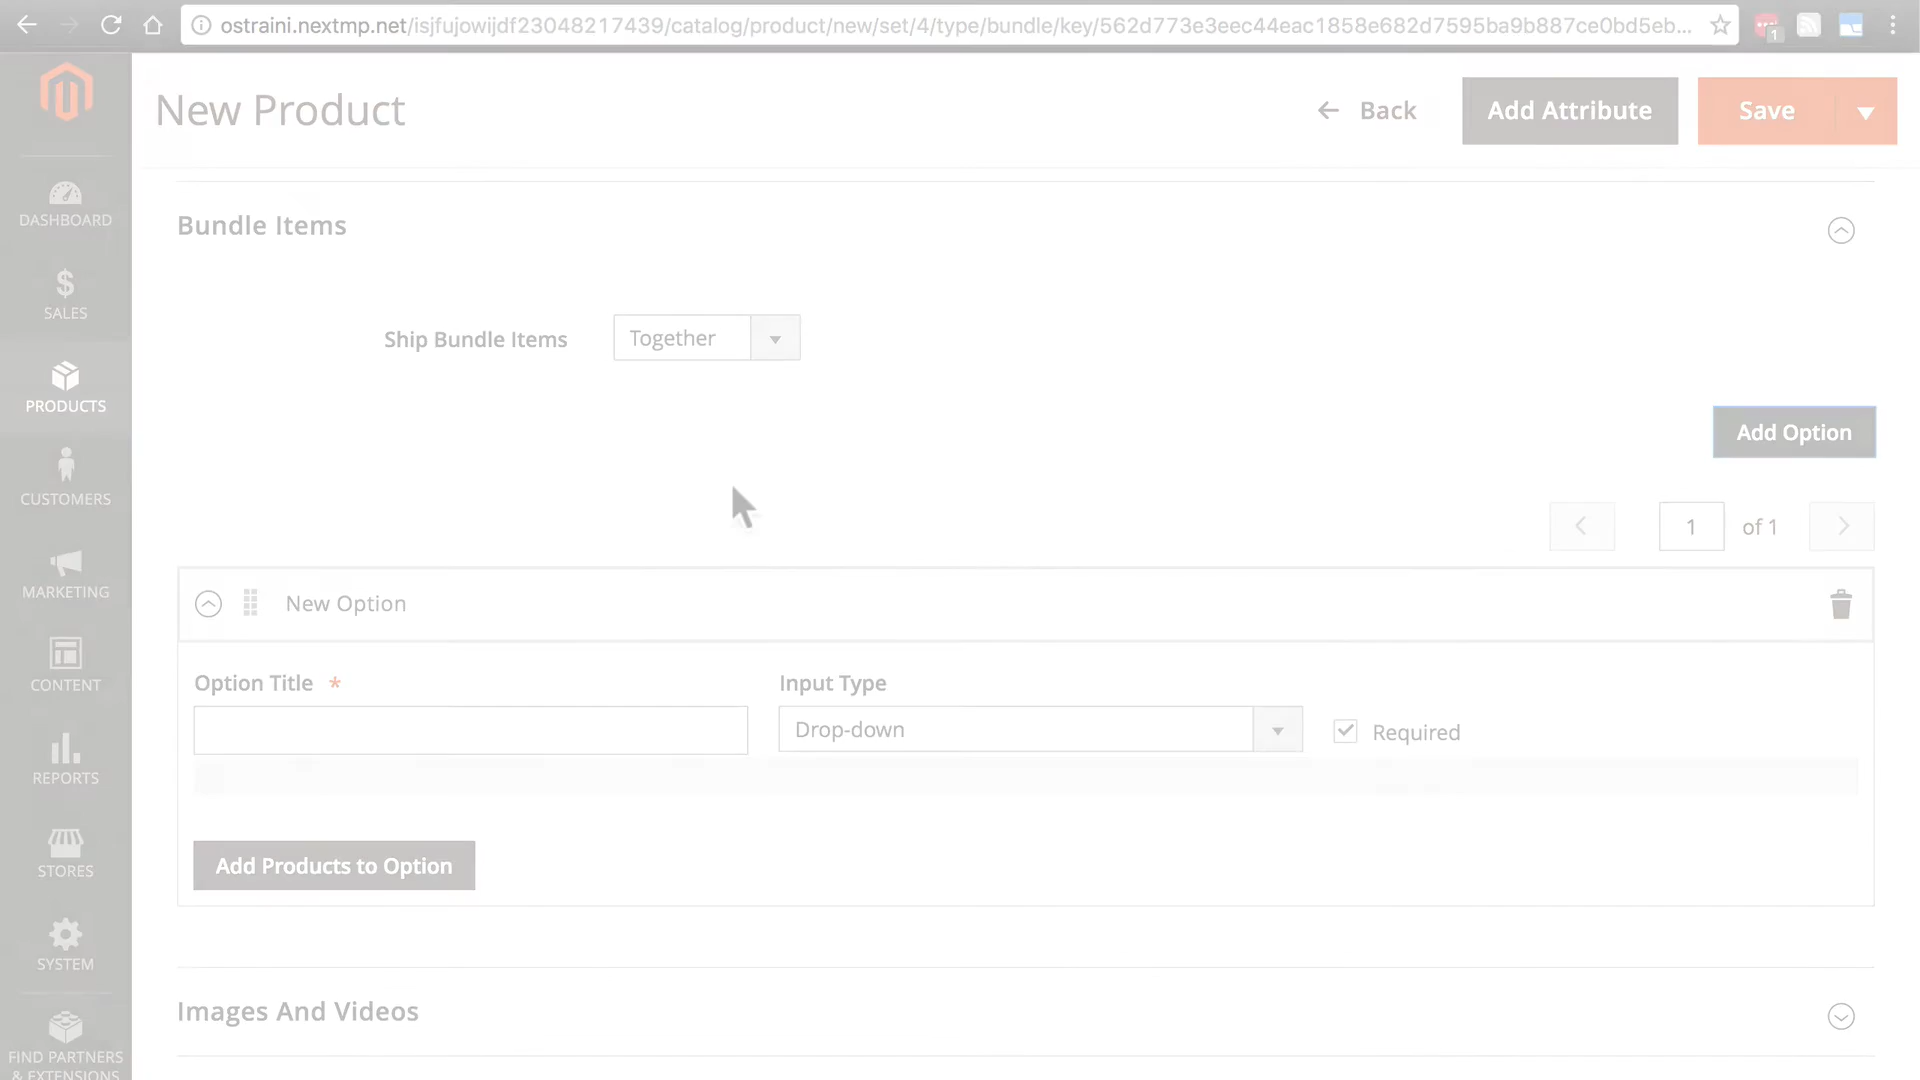 ostraini.nextmp.net/isjfujowijdf23048217439/catalog/product/new/set/4/type/bundle/key/562d773e3eec44eac1858e682d7595ba9b887ce0bd5eb...
1
New Product
Back
Add Attribute
Save
DASHBOARD
SALES
PRODUCTS
CUSTOMERS
MARKETING
CONTENT
REPORTS
STORES
SYSTEM
FIND PARTNERS
& EXTENSIONS
Bundle Items
Ship Bundle Items
Together
Add Option
1 of 1
New Option
Option Title *
Input Type
Drop-down
Required
Add Products to Option
Images And Videos